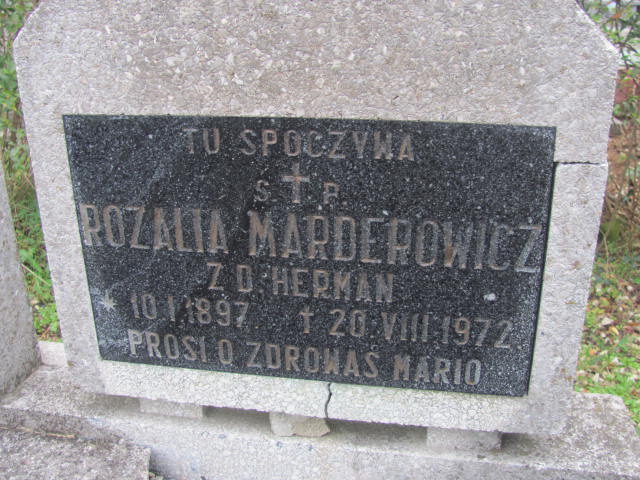 TU SPOCZYWA
S † P.
ROZALIA MARDEROWICZ
Z D. HERMAN
* 10.I.1897 † 20.VIII.1972
PROSI O ZDROWAŚ MARIO